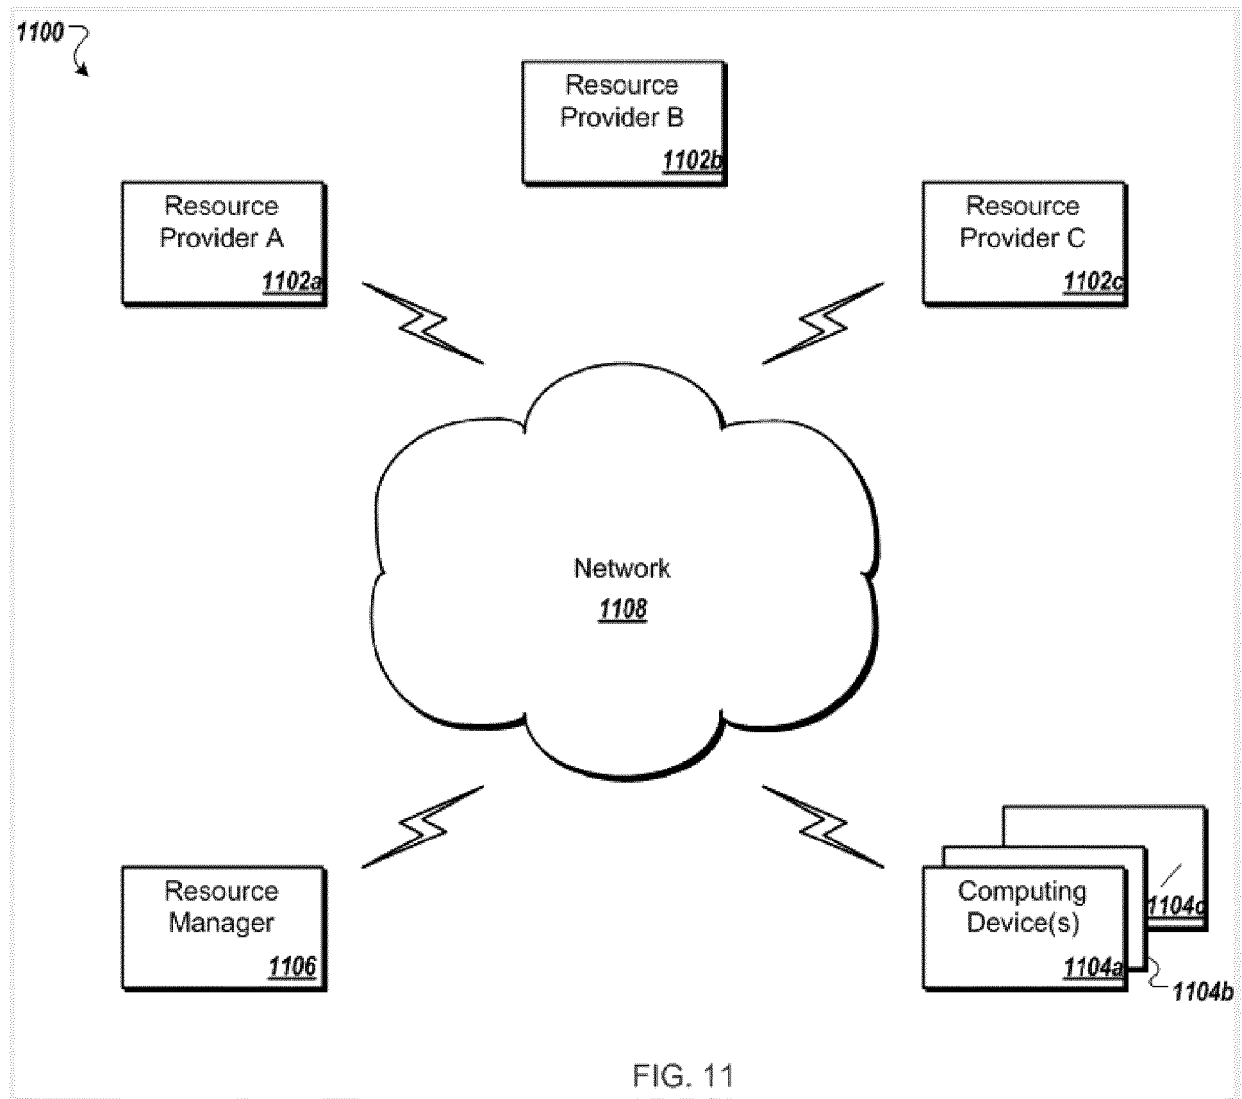 1100
Resource
Provider B
1102b
Resource
Provider A
1102a
Resource
Provider C
1102c
Network
1108
Resource
Manager
1106
Computing
Device(s)
1104a
1104c
1104b
FIG. 11